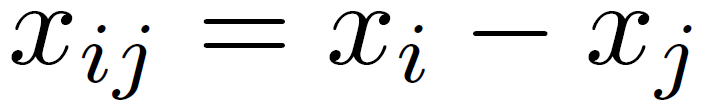 x_{ij} = x_i − x_j